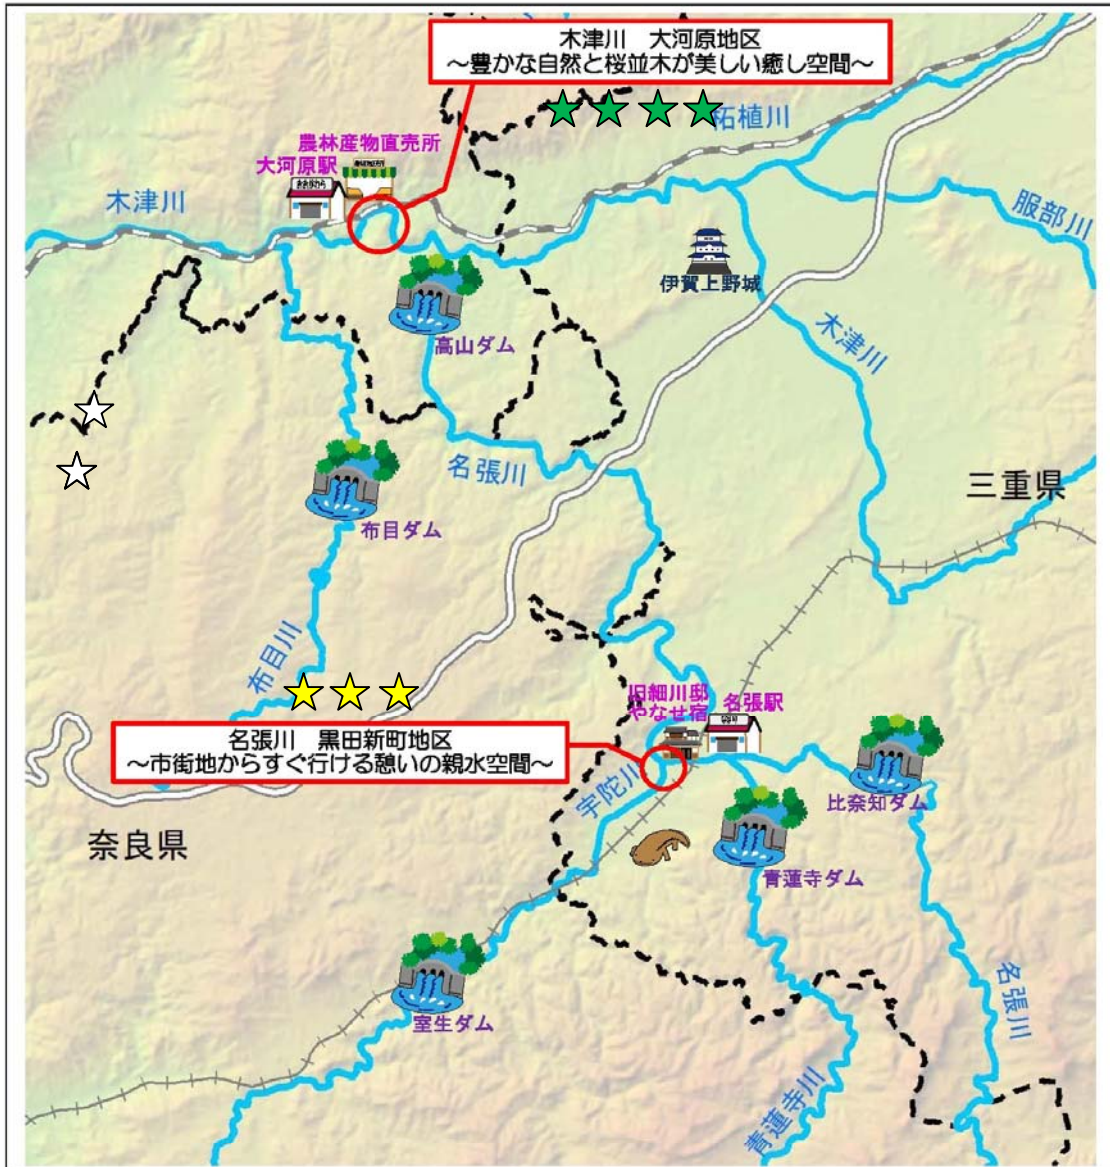 木津川 大河原地区
~豊かな自然と桜並木が美しい癒し空間~
柘植川
農林産物直売所
大河原駅
木津川
服部川
伊賀上野城
木津川
高山ダム
名張川
三重県
布目ダム
布目川
旧細川邸
やなせ宿
名張駅
名張川 黒田新町地区
~市街地からすぐ行ける憩いの親水空間~
宇陀川
比奈知ダム
奈良県
青蓮寺ダム
名張川
室生ダム
青蓮寺川